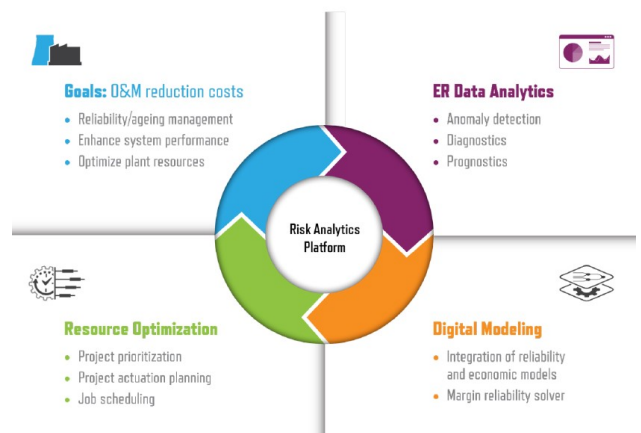 Goals: O&M reduction costs
• Reliability/ageing management
• Enhance system performance
• Optimize plant resources
ER Data Analytics
• Anomaly detection
• Diagnostics
• Prognostics
Risk Analytics
Platform
Resource Optimization
• Project prioritization
• Project actuation planning
• Job scheduling
Digital Modeling
• Integration of reliability
and economic models
• Margin reliability solver